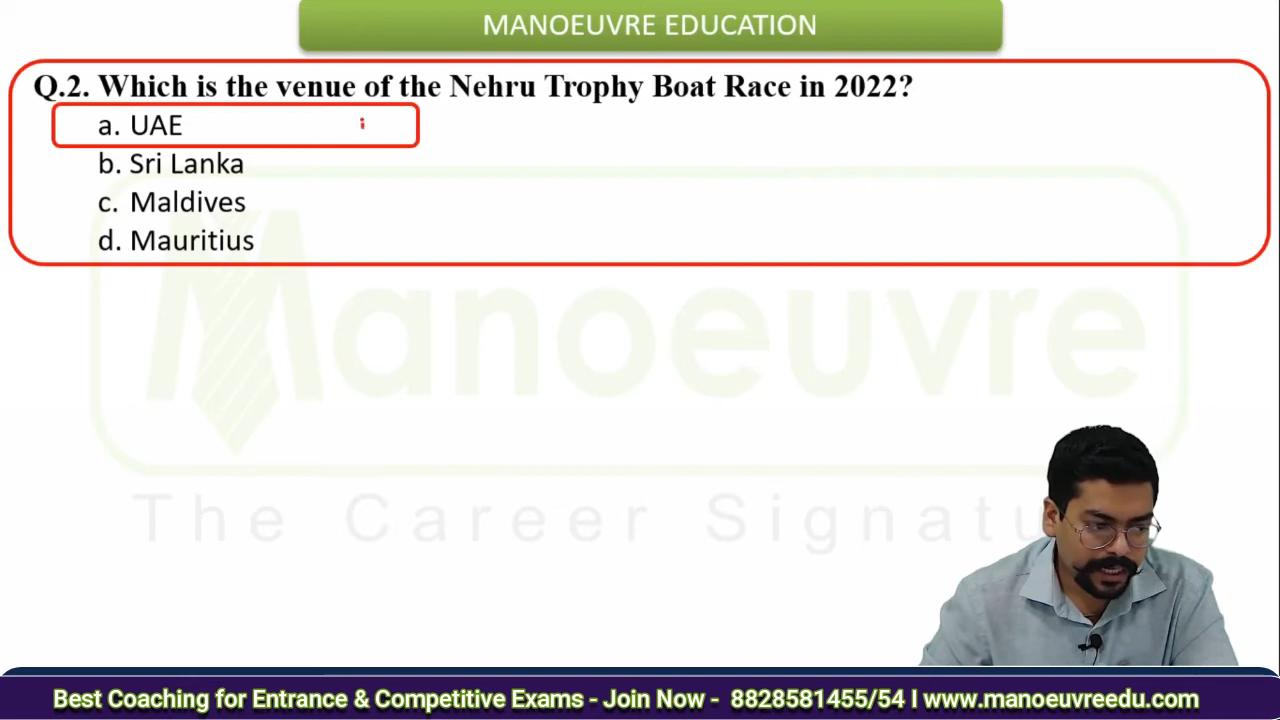 MANOEUVRE EDUCATION
Q.2. Which is the venue of the Nehru Trophy Boat Race in 2022?
a. UAE
b. Sri Lanka
c. Maldives
d. Mauritius
Manoeuvre
The Career Signatu
Best Coaching for Entrance & Competitive Exams - Join Now - 8828581455/54 I www.manoeuvreedu.com